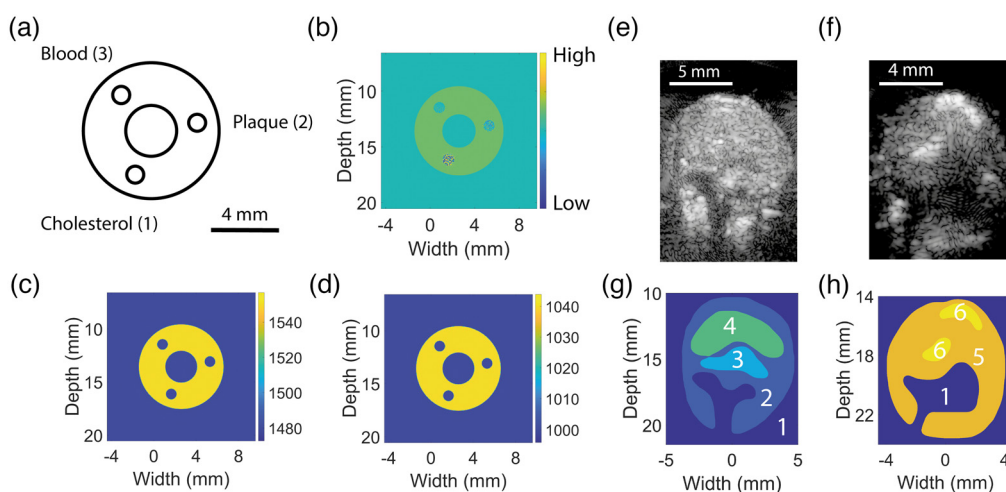 (a)
Blood (3)
Plaque (2)
Cholesterol (1)
4 mm
(b)
Depth (mm)
10
15
20
-4 0 4 8
Width (mm)
High
Low
(e)
5 mm
(f)
4 mm
(c)
Depth (mm)
10
15
20
-4 0 4 8
Width (mm)
1540
1520
1500
1480
(d)
Depth (mm)
10
15
20
-4 0 4 8
Width (mm)
1040
1030
1020
1010
1000
(g)
Depth (mm)
10
15
20
-5 0 5
Width (mm)
4
3
2
1
(h)
Depth (mm)
14
18
22
-4 0 4
Width (mm)
6
6
5
1